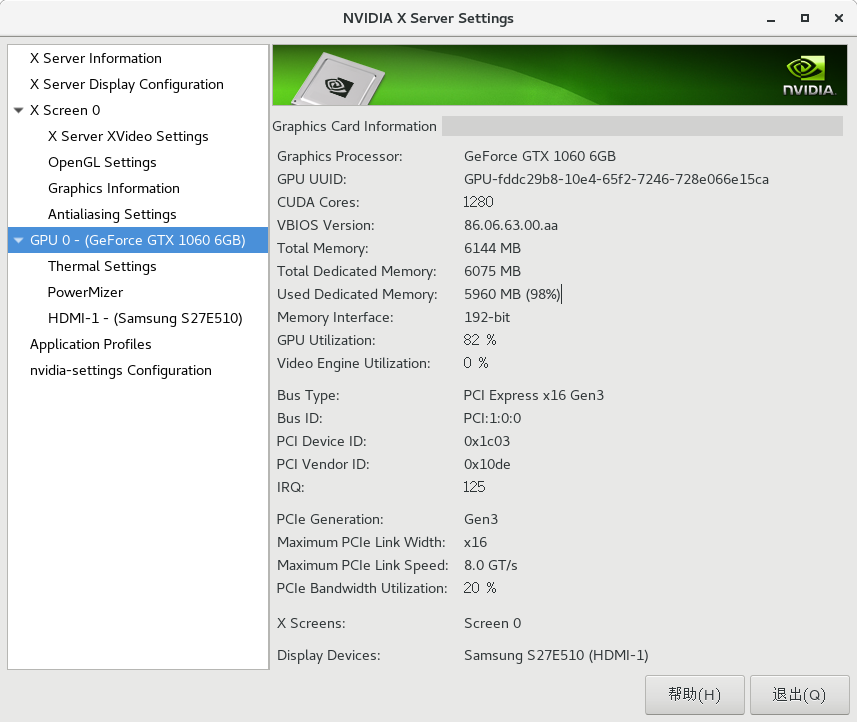 NVIDIA X Server Settings
X Server Information
X Server Display Configuration
X Screen 0
X Server XVideo Settings
OpenGL Settings
Graphics Information
Antialiasing Settings
GPU 0 - (GeForce GTX 1060 6GB)
Thermal Settings
PowerMizer
HDMI-1 - (Samsung S27E510)
Application Profiles
nvidia-settings Configuration
NVIDIA.
Graphics Card Information
Graphics Processor: GeForce GTX 1060 6GB
GPU UUID: GPU-fddc29b8-10e4-65f2-7246-728e066e15ca
CUDA Cores: 1280
VBIOS Version: 86.06.63.00.aa
Total Memory: 6144 MB
Total Dedicated Memory: 6075 MB
Used Dedicated Memory: 5960 MB (98%)
Memory Interface: 192-bit
GPU Utilization: 82 %
Video Engine Utilization: 0 %
Bus Type: PCI Express x16 Gen3
Bus ID: PCI:1:0:0
PCI Device ID: 0x1c03
PCI Vendor ID: 0x10de
IRQ: 125
PCIe Generation: Gen3
Maximum PCIe Link Width: x16
Maximum PCIe Link Speed: 8.0 GT/s
PCIe Bandwidth Utilization: 20 %
X Screens: Screen 0
Display Devices: Samsung S27E510 (HDMI-1)
帮助(H) 退出(Q)